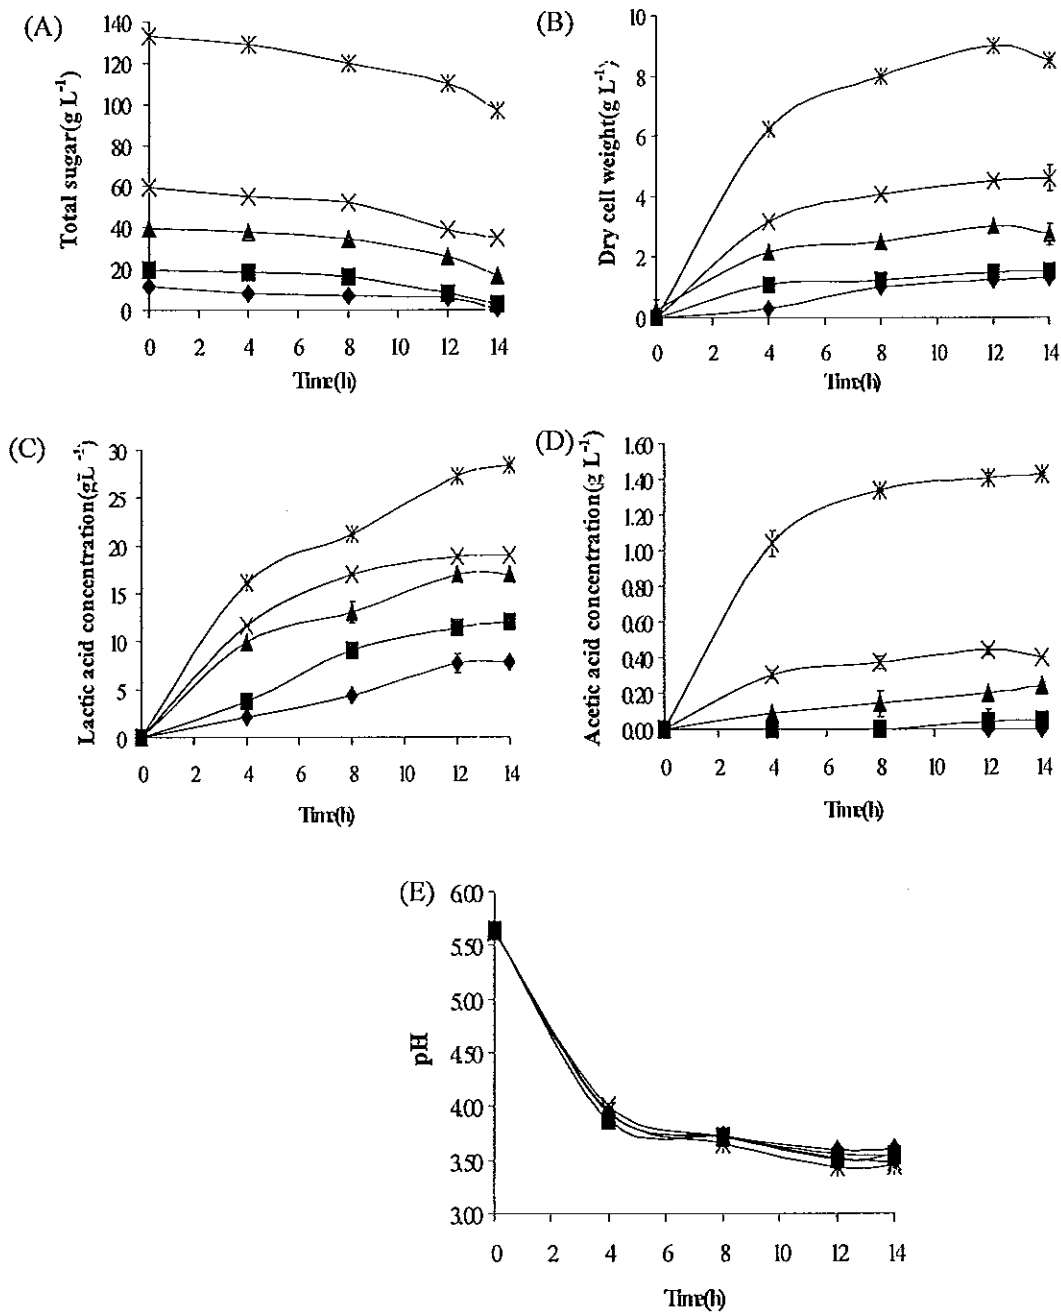 (A)
Total sugar(g L⁻¹)
140
120
100
80
60
40
20
0
0 2 4 6 8 10 12 14
Time(h)
(B)
Dry cell weight(g L⁻¹)
10
8
6
4
2
0
0 2 4 6 8 10 12 14
Time(h)
(C)
Lactic acid concentration(gL⁻¹)
30
25
20
15
10
5
0
0 2 4 6 8 10 12 14
Time(h)
(D)
Acetic acid concentration(g L⁻¹)
1.60
1.40
1.20
1.00
0.80
0.60
0.40
0.20
0.00
0 2 4 6 8 10 12 14
Time(h)
(E)
pH
6.00
5.50
5.00
4.50
4.00
3.50
3.00
0 2 4 6 8 10 12 14
Time(h)